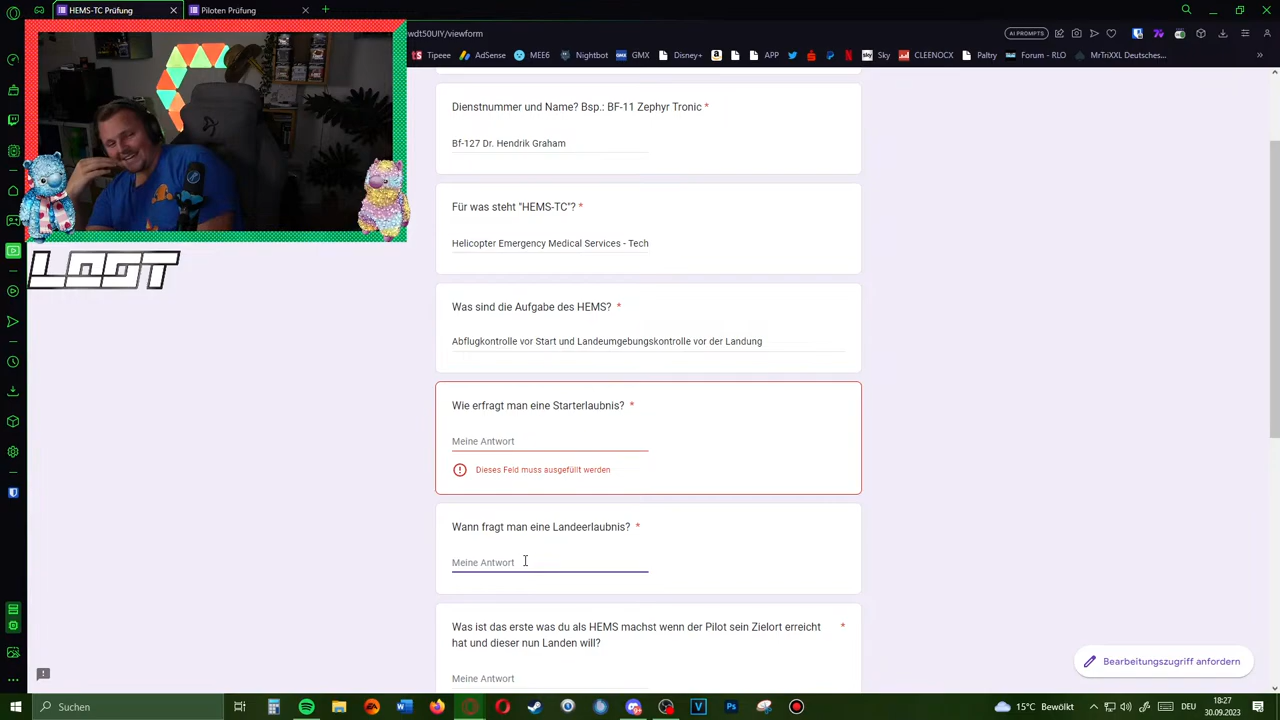 HEMS-TC Prüfung
Piloten Prüfung
wdt50UIY/viewform
AI PROMPTS
Tipeee
AdSense
MEE6
Nightbot
GMX
Disney+
APP
Sky
CLEENOCX
Paltry
Forum - RLO
MrTriXXL Deutsches...
Dienstnummer und Name? Bsp.: BF-11 Zephyr Tronic *
Bf-127 Dr. Hendrik Graham
Für was steht "HEMS-TC"? *
Helicopter Emergency Medical Services - Tech
LOOT
Was sind die Aufgabe des HEMS? *
Abflugkontrolle vor Start und Landeumgebungskontrolle vor der Landung
Wie erfragt man eine Starterlaubnis? *
Meine Antwort
Dieses Feld muss ausgefüllt werden
Wann fragt man eine Landeerlaubnis? *
Meine Antwort
Was ist das erste was du als HEMS machst wenn der Pilot sein Zielort erreicht *
hat und dieser nun Landen will?
Meine Antwort
Bearbeitungszugriff anfordern
Suchen
15°C Bewölkt
DEU
18:27
30.09.2023